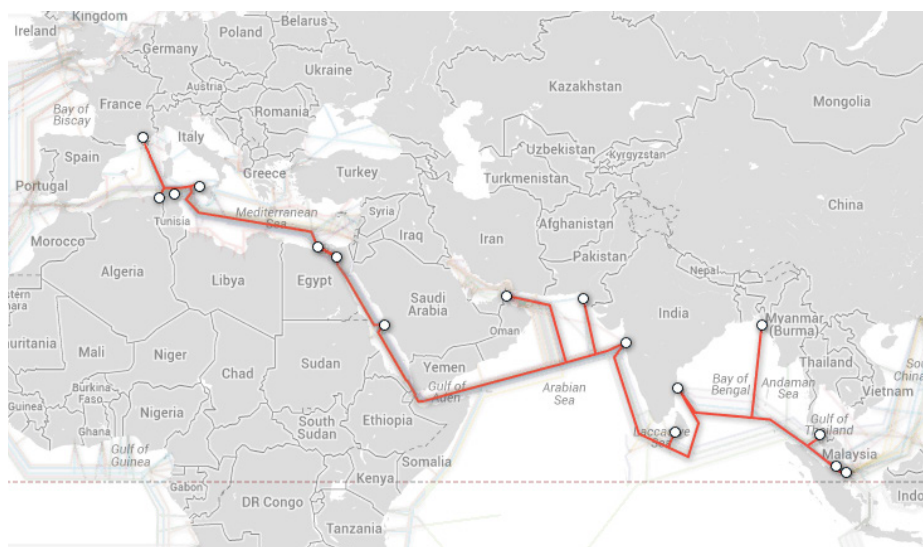 Kingdom
Ireland
Belarus
Poland
Germany
Ukraine
Austria
France
Bay of
Biscay
Romania
Italy
Kazakhstan
Mongolia
Spain
Portugal
Greece
Turkey
Uzbekistan
Kyrgyzstan
Turkmenistan
Tunisia
Mediterranean
Sea
Syria
Iraq
Iran
Afghanistan
China
Morocco
Pakistan
Algeria
Libya
Egypt
Nepal
Saudi
Arabia
India
Myanmar
(Burma)
Oman
Mali
Niger
Chad
Sudan
Yemen
Gulf of
Aden
Arabian
Sea
Bay of
Bengal
Andaman
Sea
Thailand
Vietnam
Burkina
Faso
Guinea
Ghana
Nigeria
South
Sudan
Ethiopia
Gulf of
Thailand
Gulf of
Guinea
Somalia
Malaysia
Gabon
Kenya
DR Congo
Tanzania
Indo